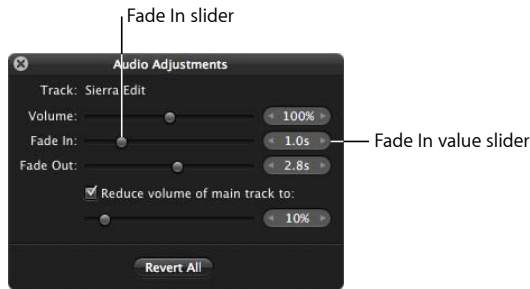 Fade In slider
Audio Adjustments
Track: Sierra Edit
Volume: 100%
Fade In: 1.0s
Fade In value slider
Fade Out: 2.8s
Reduce volume of main track to:
10%
Revert All